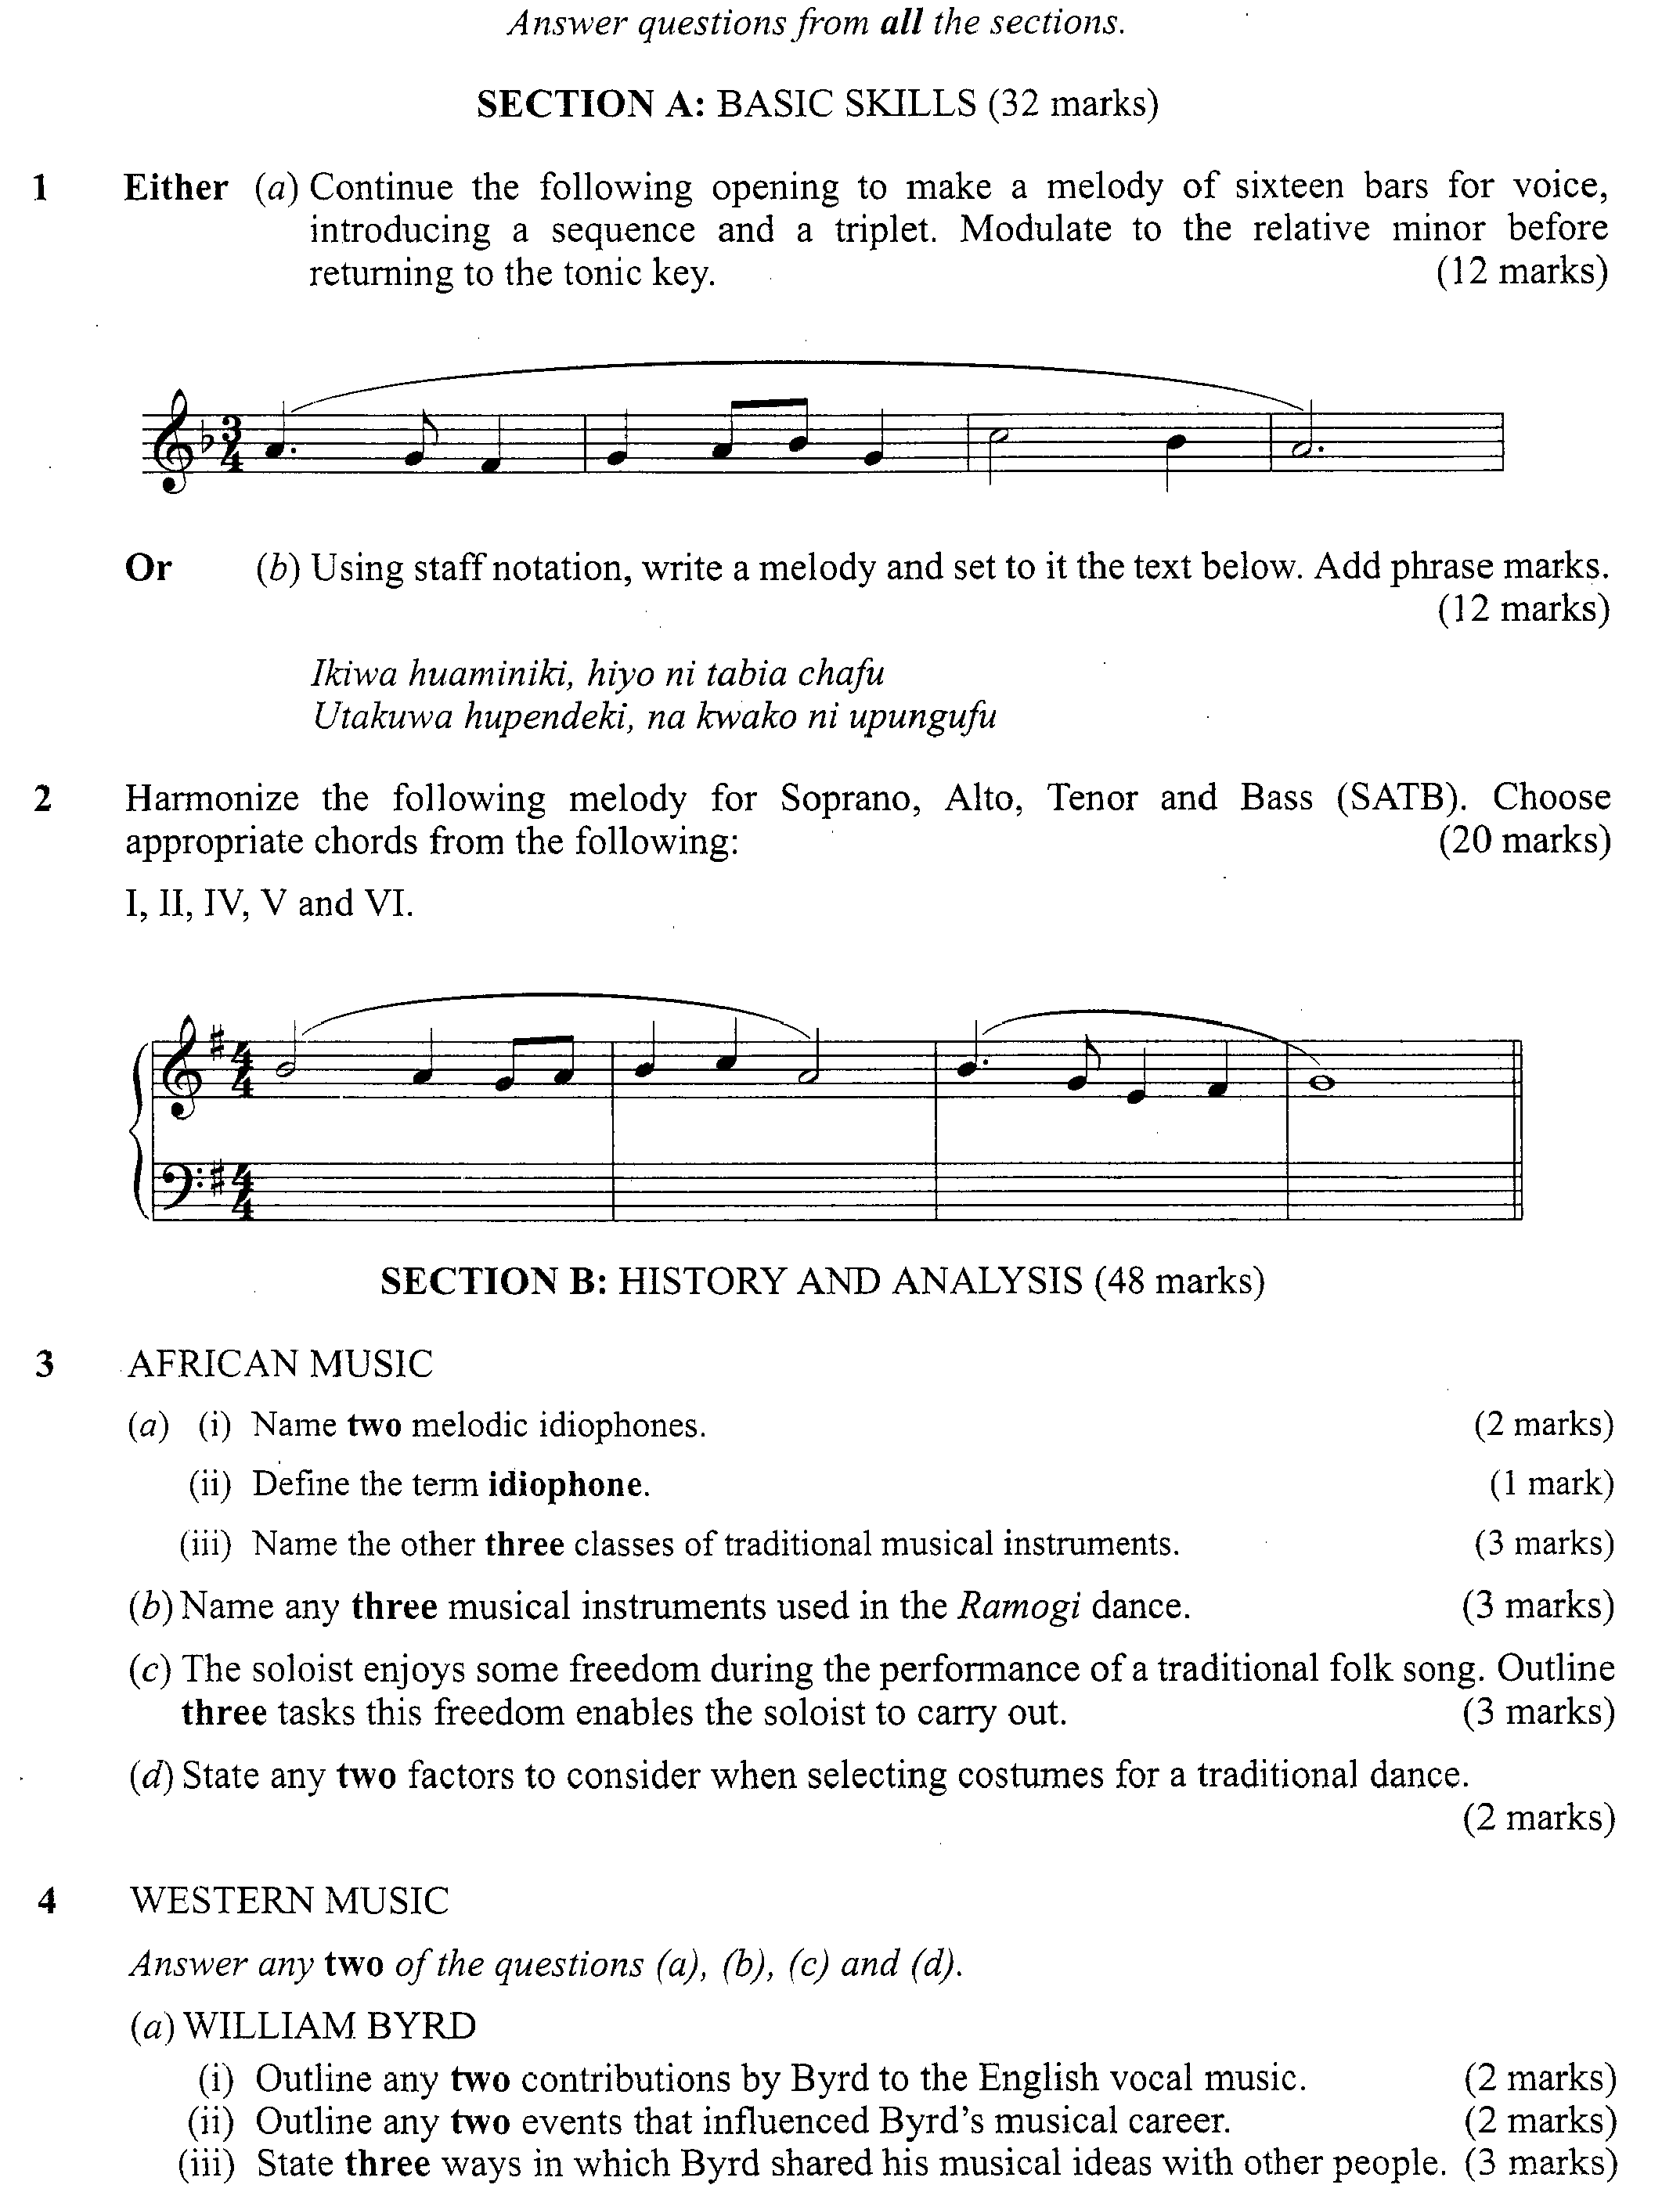 Answer questions from all the sections.
SECTION A: BASIC SKILLS (32 marks)
1 Either (a) Continue the following opening to make a melody of sixteen bars for voice,
introducing a sequence and a triplet. Modulate to the relative minor before
returning to the tonic key. (12 marks)
3
4
Or (b) Using staff notation, write a melody and set to it the text below. Add phrase marks.
(12 marks)
Ikiwa huaminiki, hiyo ni tabia chafu
Utakuwa hupendeki, na kwako ni upungufu
2 Harmonize the following melody for Soprano, Alto, Tenor and Bass (SATB). Choose
appropriate chords from the following: (20 marks)
I, II, IV, V and VI.
4
4
4
4
SECTION B: HISTORY AND ANALYSIS (48 marks)
3 AFRICAN MUSIC
(a) (i) Name two melodic idiophones. (2 marks)
(ii) Define the term idiophone. (1 mark)
(iii) Name the other three classes of traditional musical instruments. (3 marks)
(b) Name any three musical instruments used in the Ramogi dance. (3 marks)
(c) The soloist enjoys some freedom during the performance of a traditional folk song. Outline
three tasks this freedom enables the soloist to carry out. (3 marks)
(d) State any two factors to consider when selecting costumes for a traditional dance.
(2 marks)
4 WESTERN MUSIC
Answer any two of the questions (a), (b), (c) and (d).
(a) WILLIAM BYRD
(i) Outline any two contributions by Byrd to the English vocal music. (2 marks)
(ii) Outline any two events that influenced Byrd's musical career. (2 marks)
(iii) State three ways in which Byrd shared his musical ideas with other people. (3 marks)